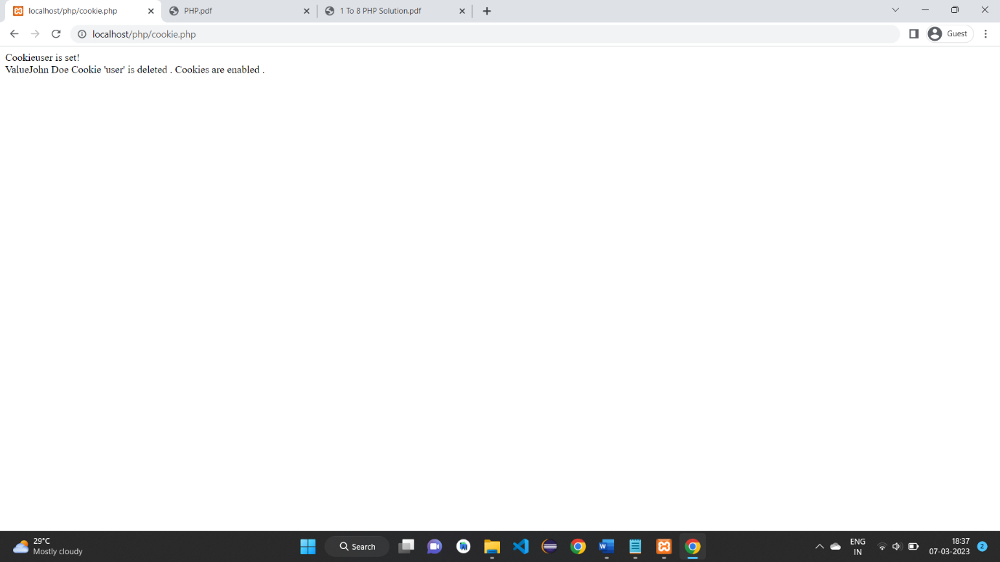 localhost/php/cookie.php
PHP.pdf
1 To 8 PHP Solution.pdf
localhost/php/cookie.php
Guest
Cookieuser is set!
ValueJohn Doe Cookie 'user' is deleted . Cookies are enabled .
29°C
Mostly cloudy
Search
ENG
IN
18:37
07-03-2023
2